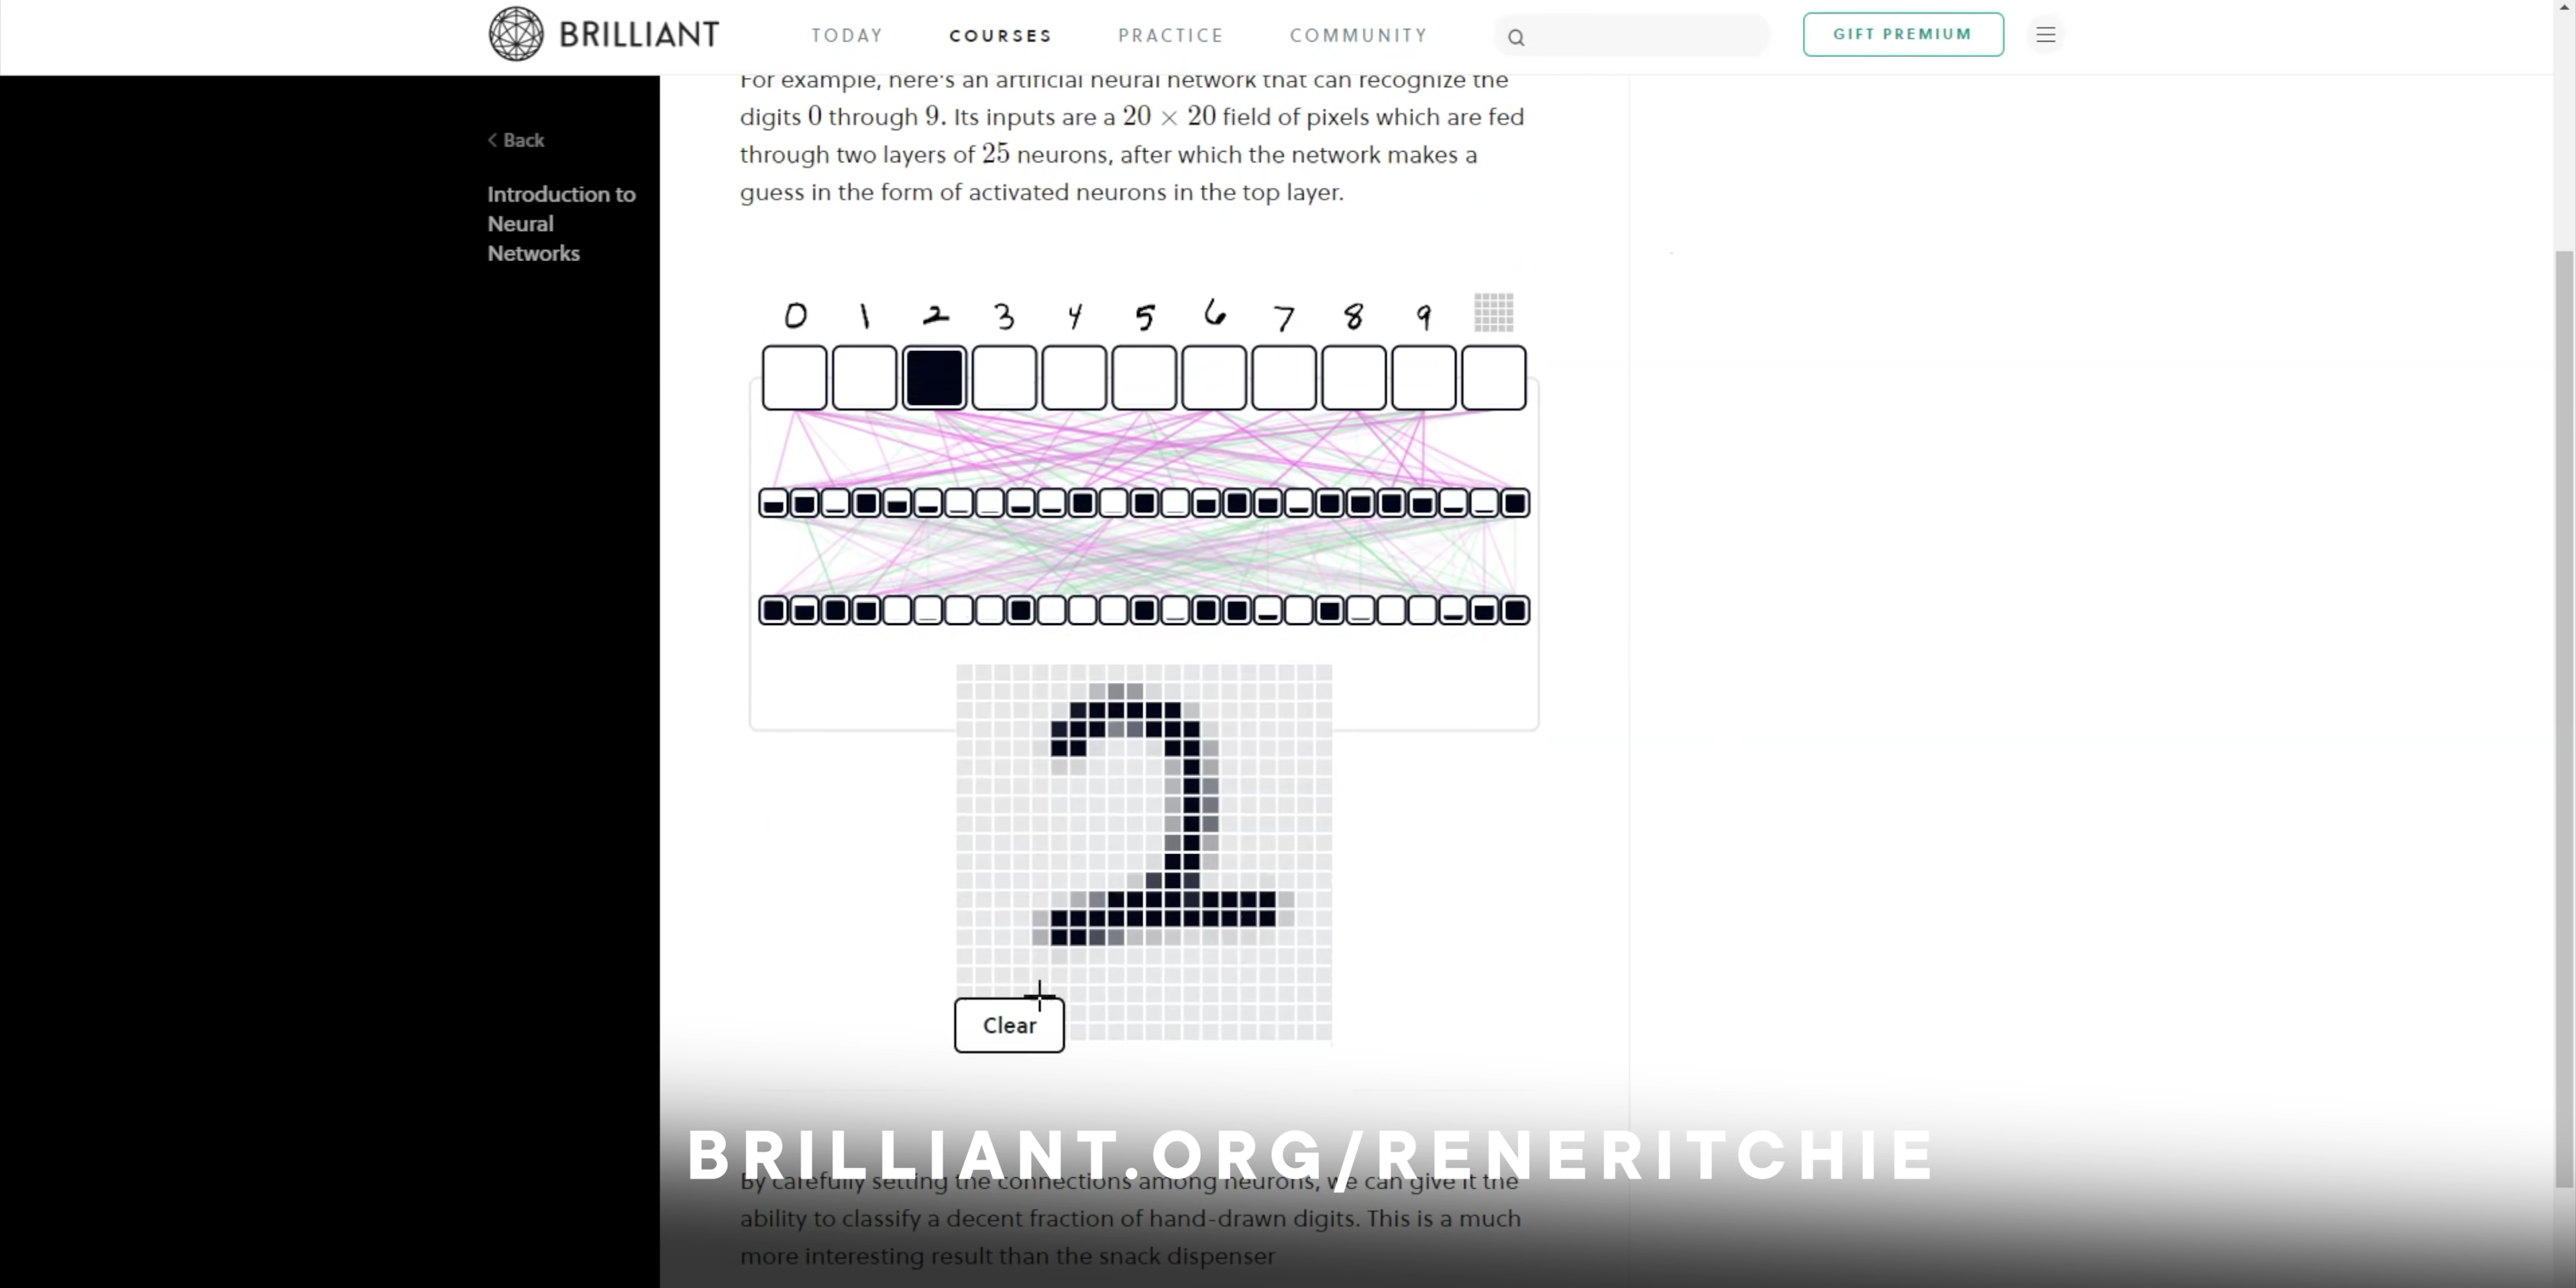 BRILLIANT
TODAY
COURSES
PRACTICE
COMMUNITY
GIFT PREMIUM
Back
Introduction to
Neural
Networks
For example, here's an artificial neural network that can recognize the
digits 0 through 9. Its inputs are a 20 × 20 field of pixels which are fed
through two layers of 25 neurons, after which the network makes a
guess in the form of activated neurons in the top layer.
0 1 2 3 4 5 6 7 8 9
2
Clear
BRILLIANT.ORG/RENERITCHIE
By carefully setting the connections among neurons, we can give it the
ability to classify a decent fraction of hand-drawn digits. This is a much
more interesting result than the snack dispenser